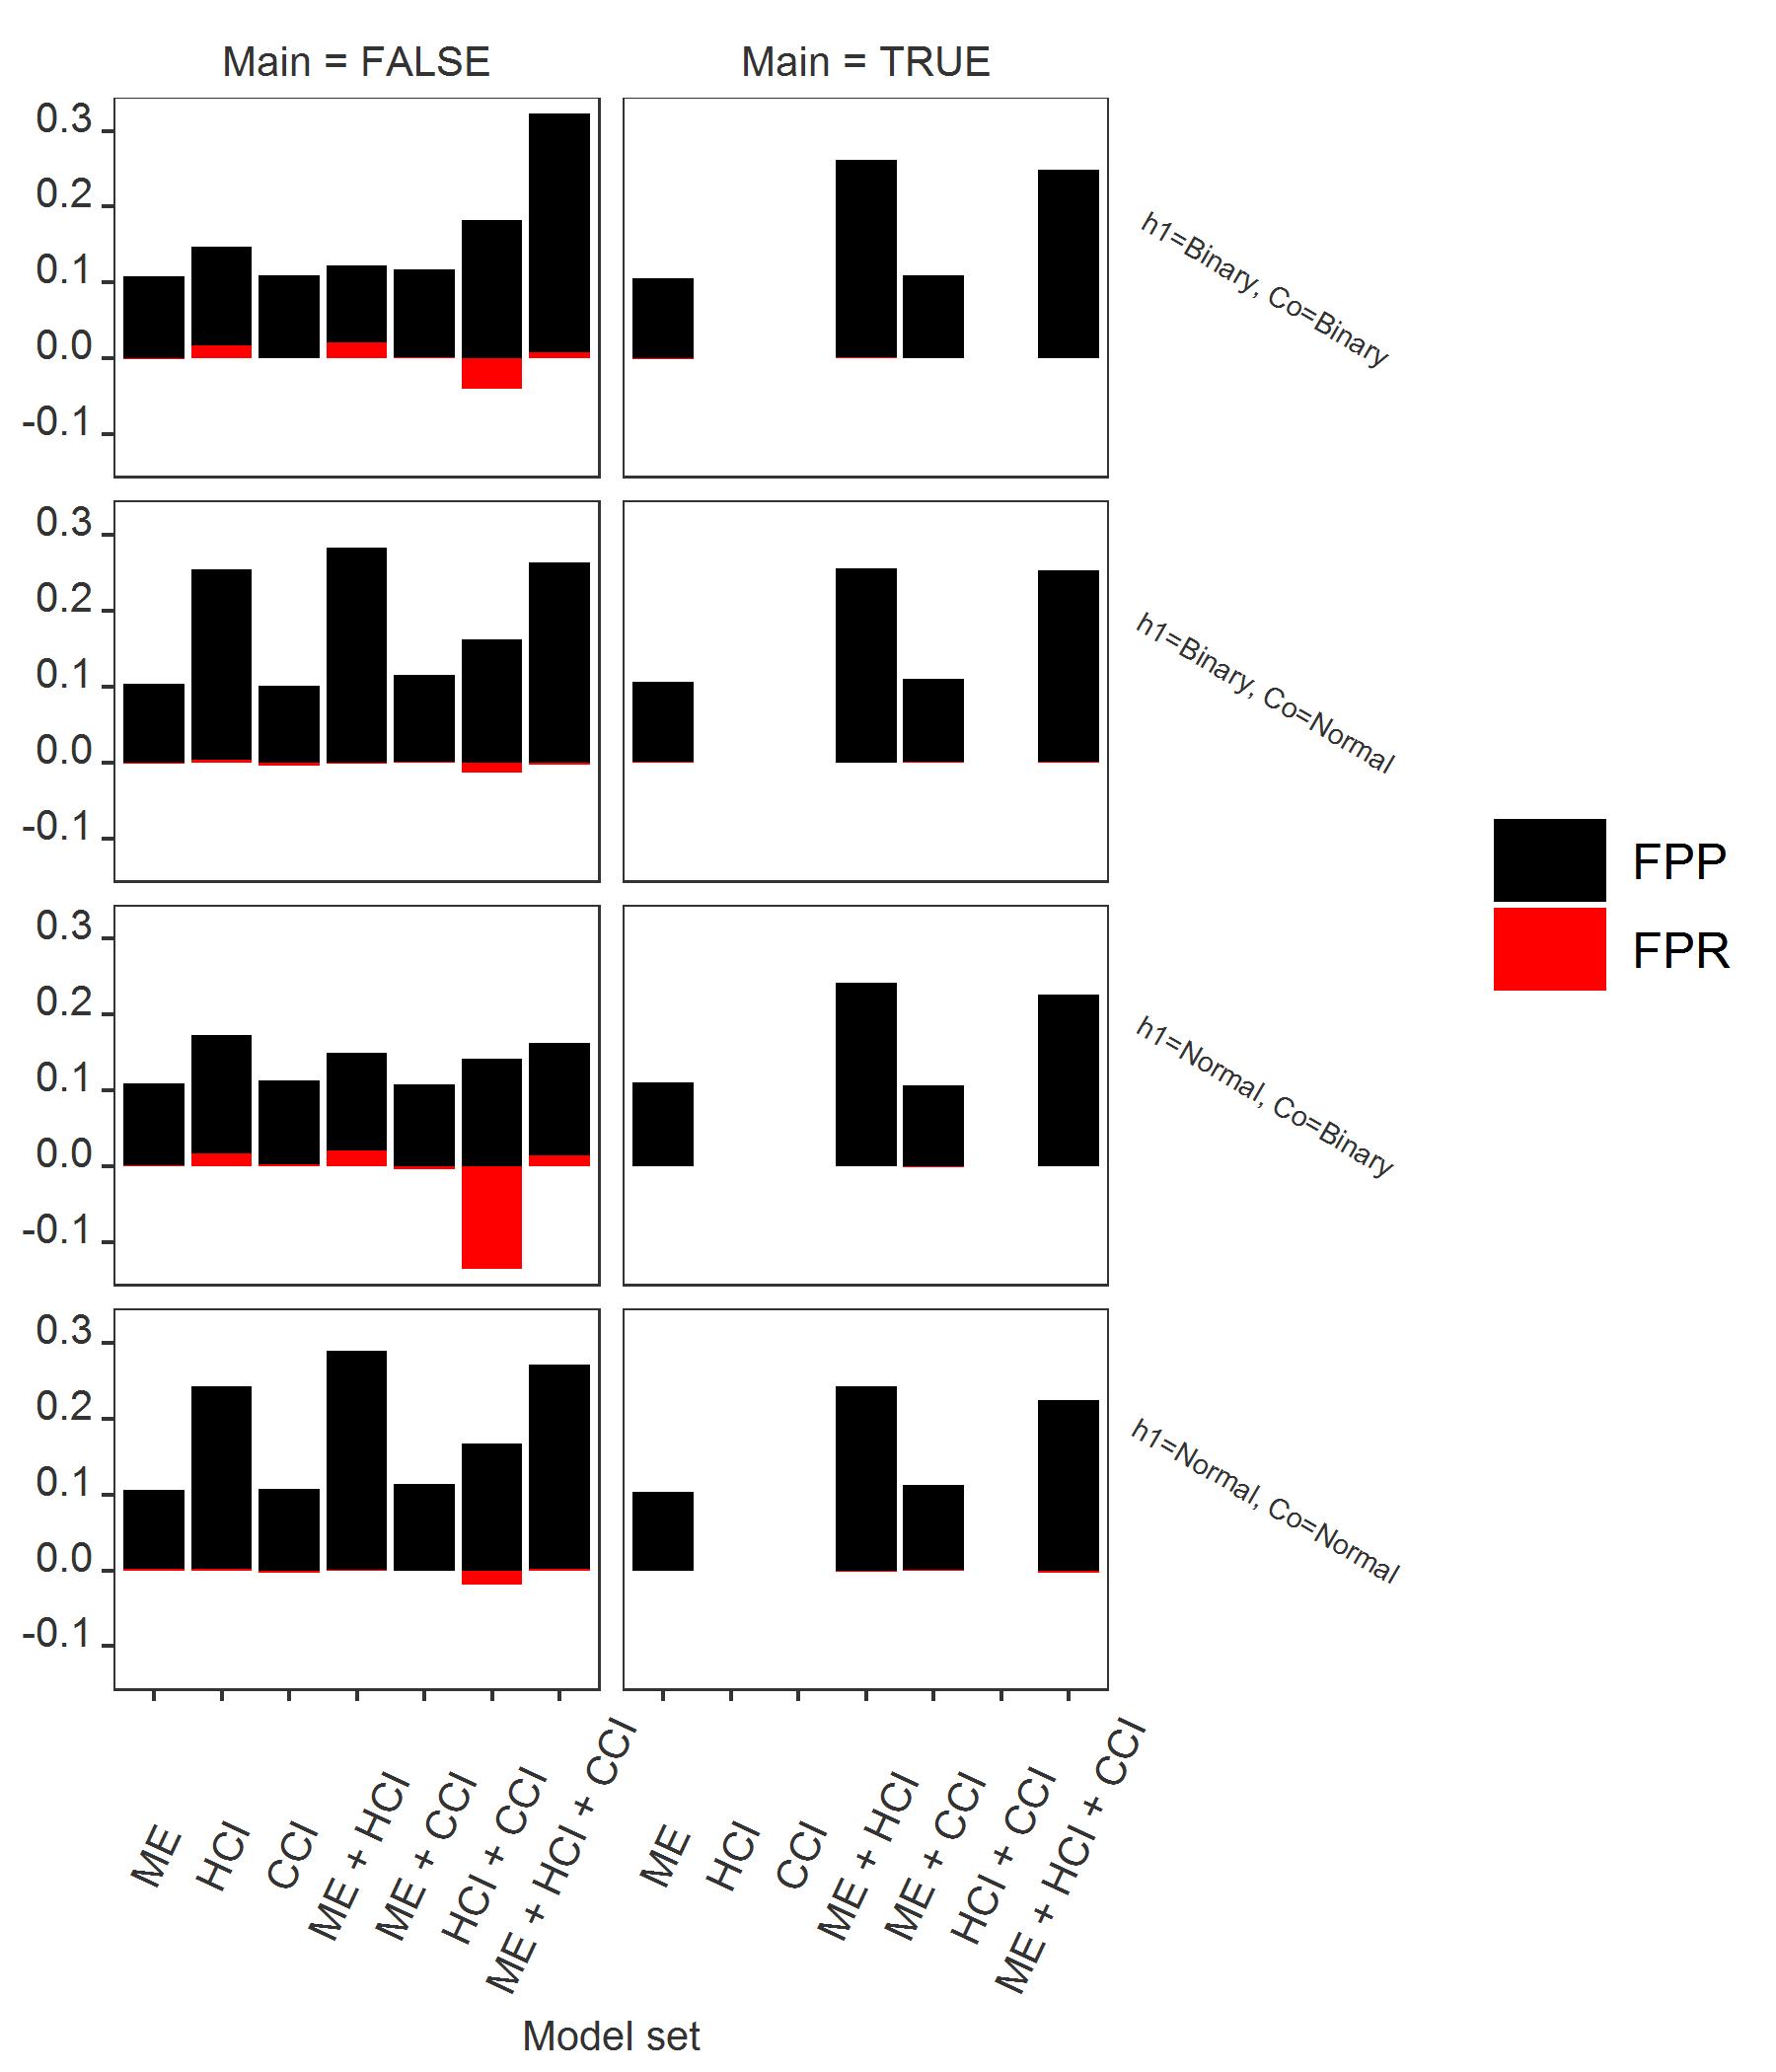 Main = FALSE
Main = TRUE
0.3
0.2
0.1
0.0
-0.1
h1=Binary, Co=Binary
0.3
0.2
0.1
0.0
-0.1
h1=Binary, Co=Normal
0.3
0.2
0.1
0.0
-0.1
h1=Normal, Co=Binary
0.3
0.2
0.1
0.0
-0.1
h1=Normal, Co=Normal
FPP
FPR
ME
HCI
CCI
ME + HCI
ME + CCI
HCI + CCI
ME + HCI + CCI
ME
HCI
CCI
ME + HCI
ME + CCI
HCI + CCI
ME + HCI + CCI
Model set